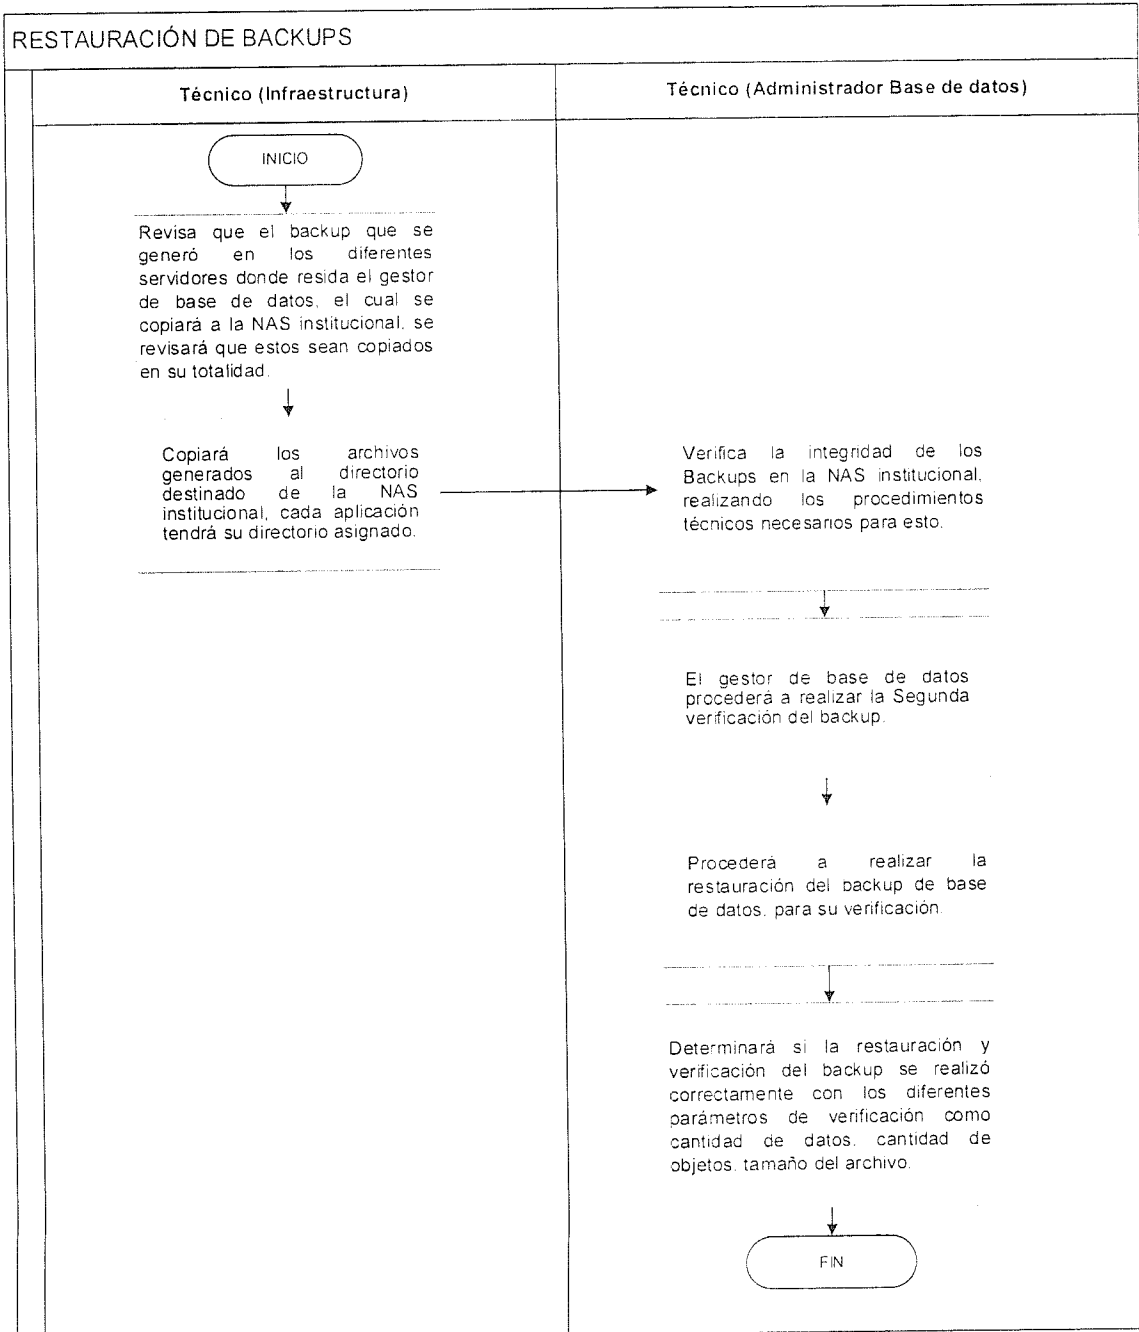 RESTAURACIÓN DE BACKUPS
Técnico (Infraestructura)
Técnico (Administrador Base de datos)
INICIO
Revisa que el backup que se
generó en los diferentes
servidores donde resida el gestor
de base de datos, el cual se
copiará a la NAS institucional, se
revisará que estos sean copiados
en su totalidad.
Copiará los archivos
generados al directorio
destinado de la NAS
institucional, cada aplicación
tendrá su directorio asignado.
Verifica la integridad de los
Backups en la NAS institucional,
realizando los procedimientos
técnicos necesarios para esto.
El gestor de base de datos
procederá a realizar la Segunda
verificación del backup.
Procederá a realizar la
restauración del backup de base
de datos, para su verificación.
Determinará si la restauración y
verificación del backup se realizó
correctamente con los diferentes
parámetros de verificación como
cantidad de datos, cantidad de
objetos, tamaño del archivo.
FIN